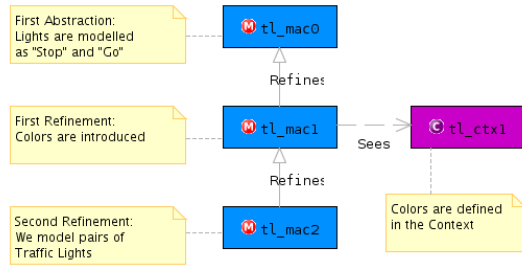 First Abstraction:
Lights are modelled
as "Stop" and "Go"
M tl_mac0
Refines
First Refinement:
Colors are introduced
M tl_mac1
Sees
C tl_ctx1
Refines
Second Refinement:
We model pairs of
Traffic Lights
M tl_mac2
Colors are defined
in the Context